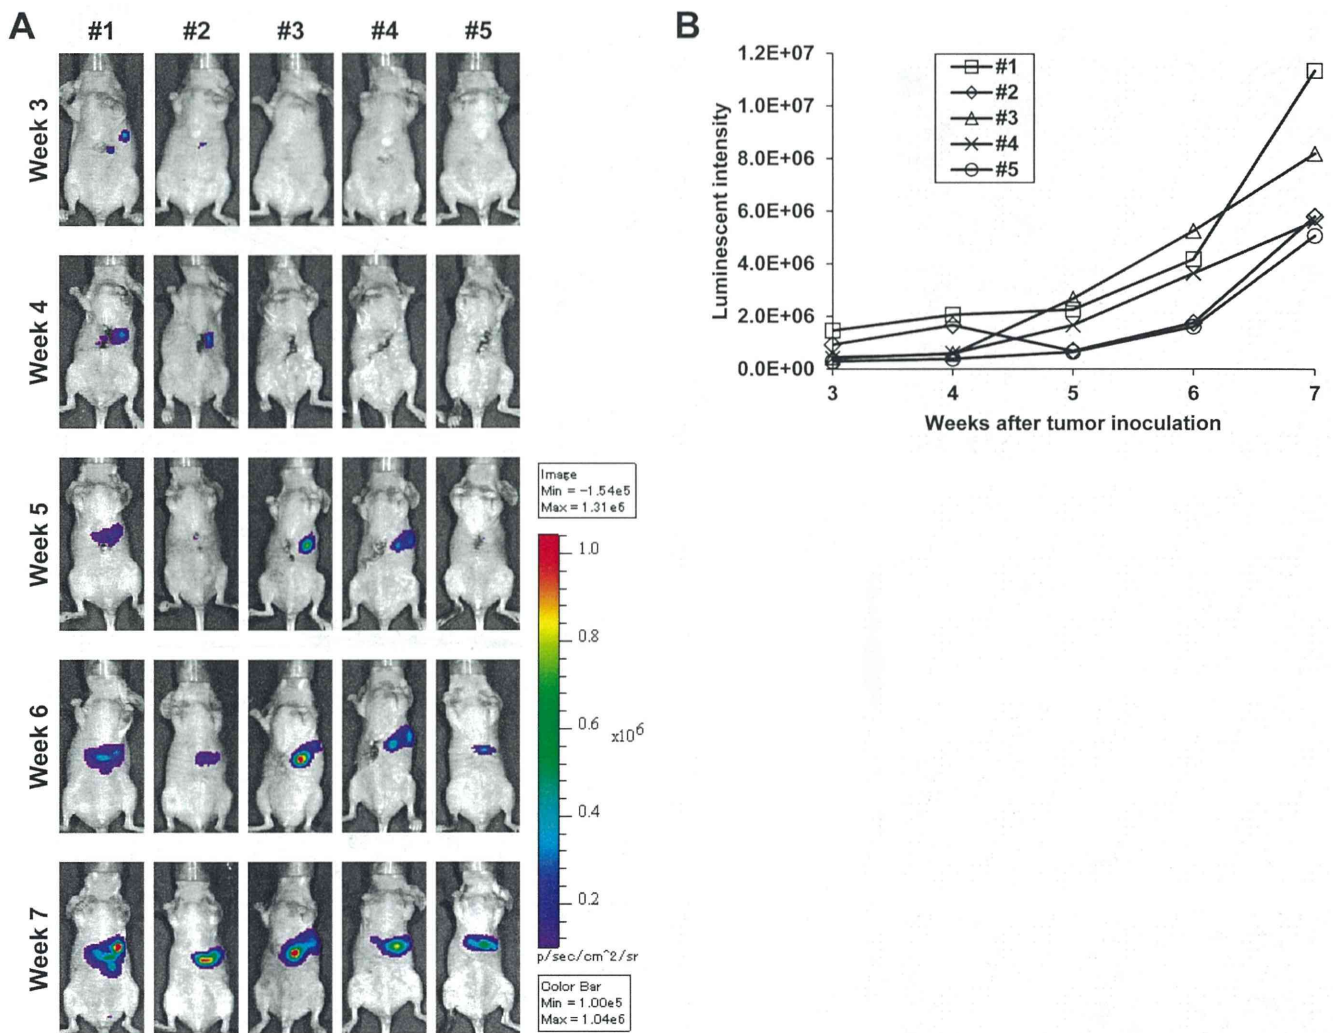 A
#1 #2 #3 #4 #5
Week 3
Week 4
Week 5
Week 6
Week 7
Image
Min = -1.54e5
Max = 1.31e6
1.0
0.8
0.6
x10⁶
0.4
0.2
p/sec/cm^2/sr
Color Bar
Min = 1.00e5
Max = 1.04e6
B
Luminescent intensity
1.2E+07
1.0E+07
8.0E+06
6.0E+06
4.0E+06
2.0E+06
0.0E+00
#1
#2
#3
#4
#5
3 4 5 6 7
Weeks after tumor inoculation